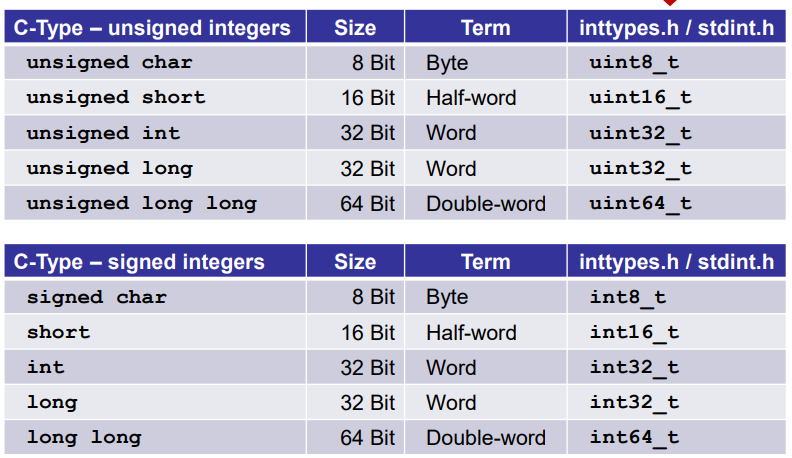 C-Type – unsigned integers Size Term inttypes.h / stdint.h
unsigned char 8 Bit Byte uint8_t
unsigned short 16 Bit Half-word uint16_t
unsigned int 32 Bit Word uint32_t
unsigned long 32 Bit Word uint32_t
unsigned long long 64 Bit Double-word uint64_t
C-Type – signed integers Size Term inttypes.h / stdint.h
signed char 8 Bit Byte int8_t
short 16 Bit Half-word int16_t
int 32 Bit Word int32_t
long 32 Bit Word int32_t
long long 64 Bit Double-word int64_t